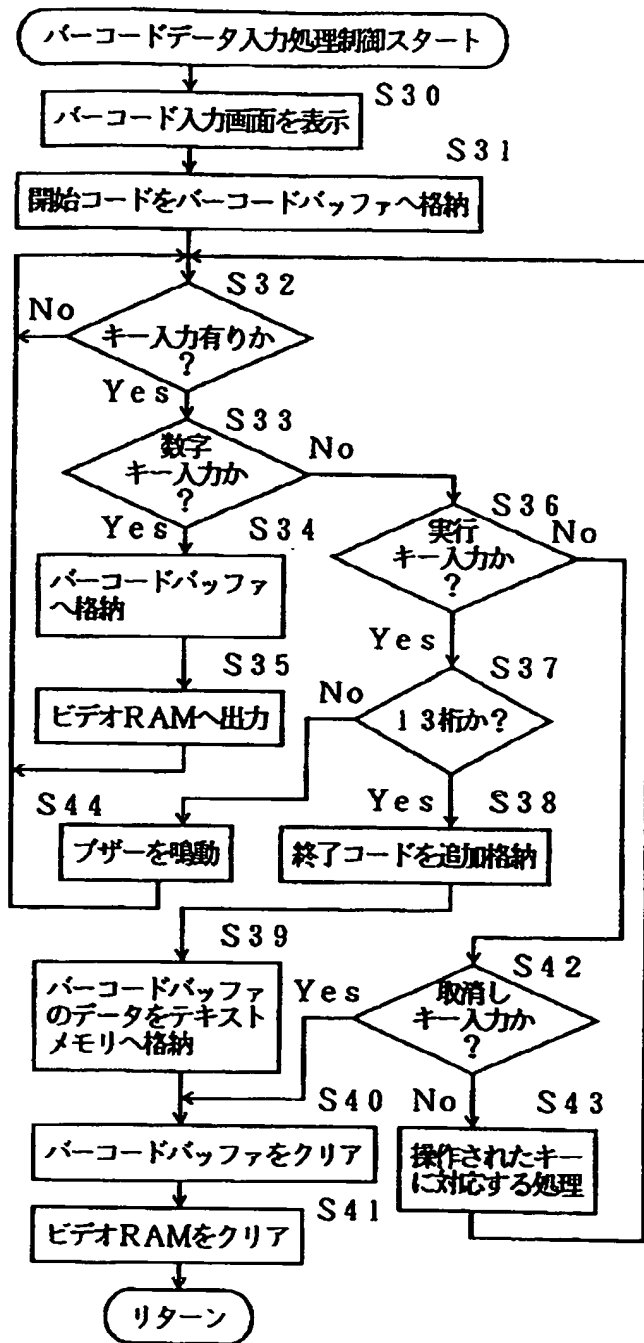 バーコードデータ入力処理制御スタート
S30
バーコード入力画面を表示
S31
開始コードをバーコードバッファへ格納
S32
No
キー入力有りか
?
Yes
S33
数字
キー入力か
?
No
Yes
S34
バーコードバッファ
へ格納
S35
ビデオRAMへ出力
S36
実行
キー入力か
?
No
Yes
S37
No
13桁か?
Yes
S38
S44
ブザーを鳴動
終了コードを追加格納
S39
バーコードバッファ
のデータをテキスト
メモリへ格納
S42
Yes
取消し
キー入力か
?
No
S43
操作されたキー
に対応する処理
S40
バーコードバッファをクリア
S41
ビデオRAMをクリア
リターン